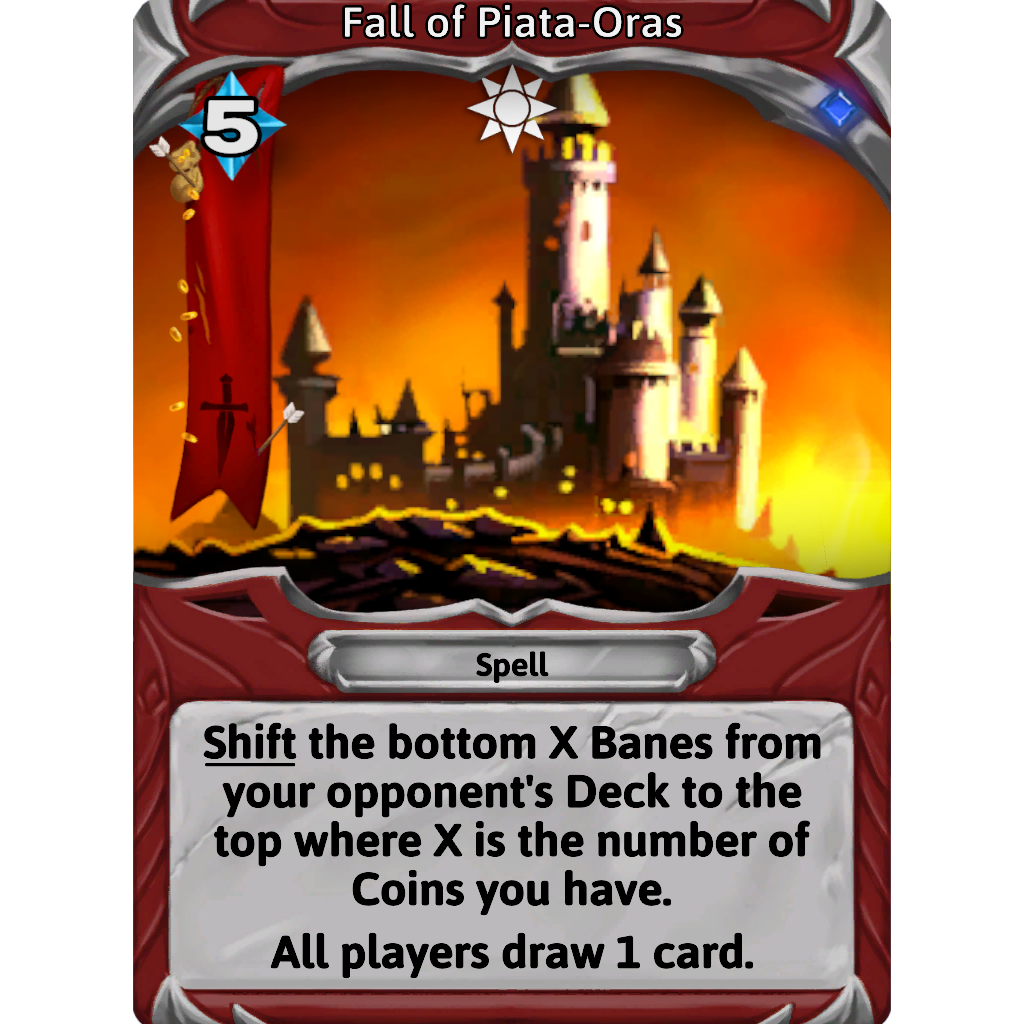 Fall of Piata-Oras
5
Spell
Shift the bottom X Banes from
your opponent's Deck to the
top where X is the number of
Coins you have.
All players draw 1 card.